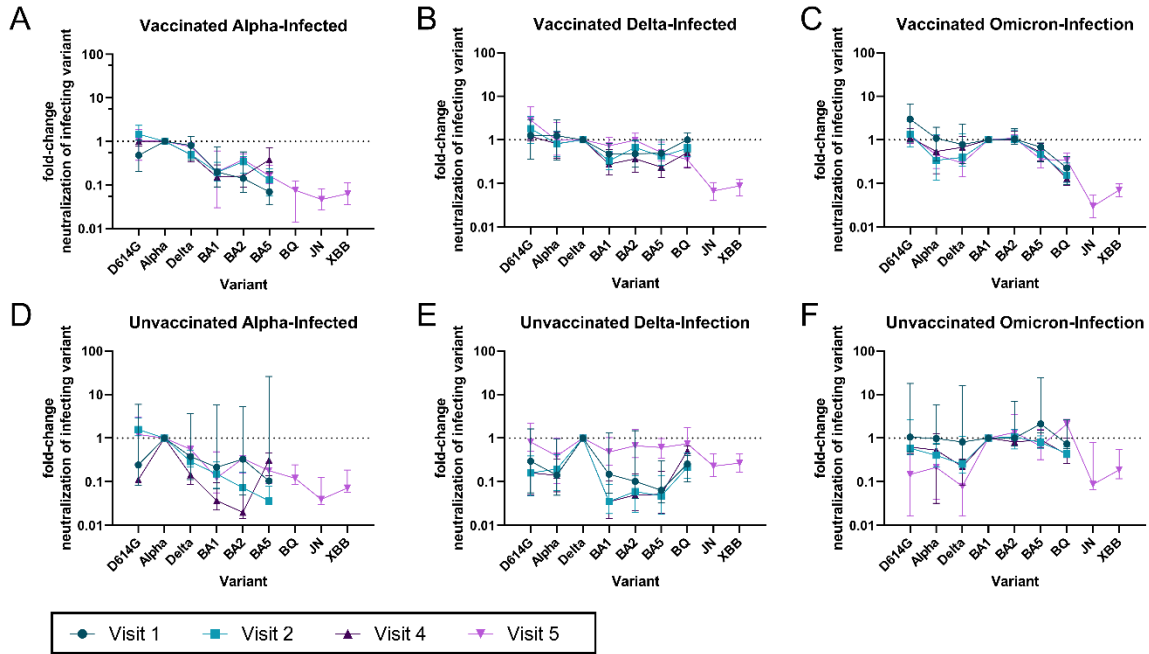 A
Vaccinated Alpha-Infected
fold-change
neutralization of infecting variant
100
10
1
0.1
0.01
D614G
Alpha
Delta
BA1
BA2
BA5
BQ
JN
XBB
Variant
B
Vaccinated Delta-Infected
fold-change
neutralization of infecting variant
100
10
1
0.1
0.01
D614G
Alpha
Delta
BA1
BA2
BA5
BQ
JN
XBB
Variant
C
Vaccinated Omicron-Infection
fold-change
neutralization of infecting variant
100
10
1
0.1
0.01
D614G
Alpha
Delta
BA1
BA2
BA5
BQ
JN
XBB
Variant
D
Unvaccinated Alpha-Infected
fold-change
neutralization of infecting variant
100
10
1
0.1
0.01
D614G
Alpha
Delta
BA1
BA2
BA5
BQ
JN
XBB
Variant
E
Unvaccinated Delta-Infection
fold-change
neutralization of infecting variant
100
10
1
0.1
0.01
D614G
Alpha
Delta
BA1
BA2
BA5
BQ
JN
XBB
Variant
F
Unvaccinated Omicron-Infection
fold-change
neutralization of infecting variant
100
10
1
0.1
0.01
D614G
Alpha
Delta
BA1
BA2
BA5
BQ
JN
XBB
Variant
Visit 1 Visit 2 Visit 4 Visit 5